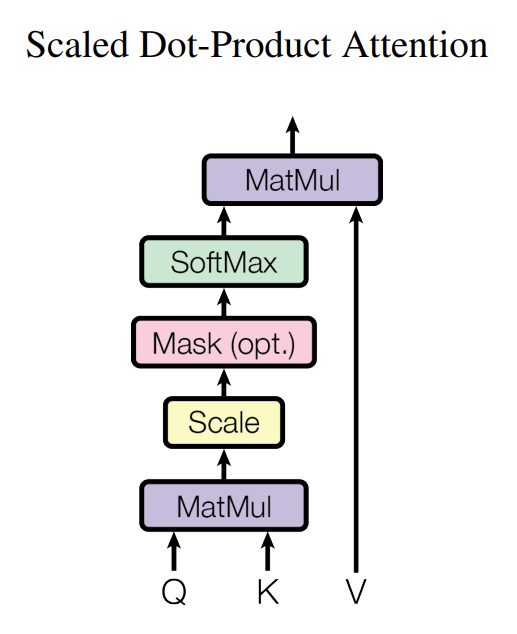 Scaled Dot-Product Attention
MatMul
SoftMax
Mask (opt.)
Scale
MatMul
Q K V